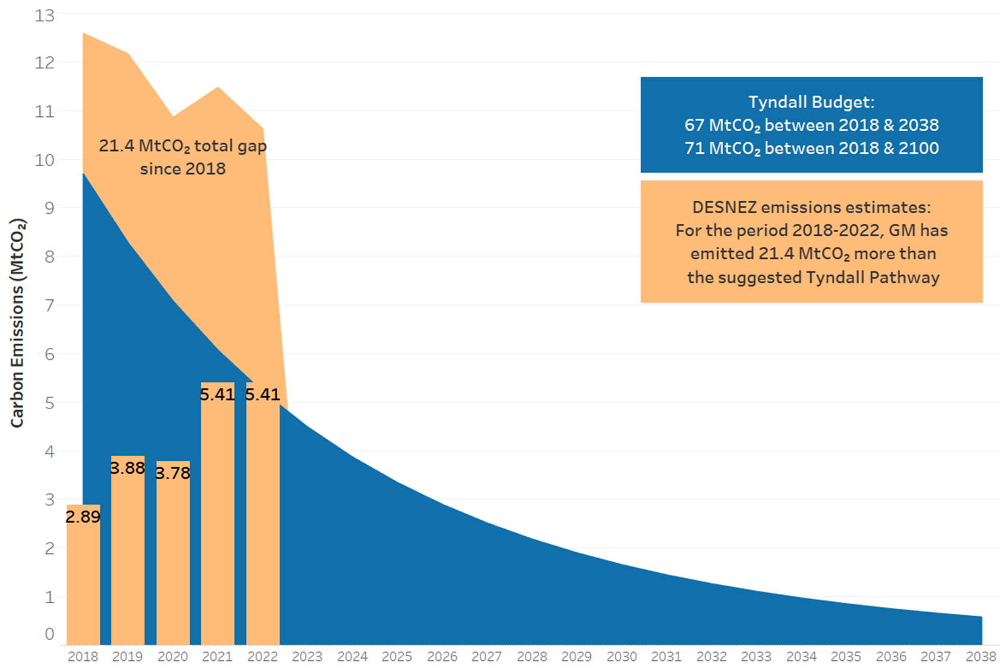 13
12
11
10
9
8
7
6
5
4
3
2
1
0
Carbon Emissions (MtCO₂)
21.4 MtCO₂ total gap
since 2018
Tyndall Budget:
67 MtCO₂ between 2018 & 2038
71 MtCO₂ between 2018 & 2100
DESNEZ emissions estimates:
For the period 2018-2022, GM has
emitted 21.4 MtCO₂ more than
the suggested Tyndall Pathway
2.89
3.88
3.78
5.41
5.41
2018 2019 2020 2021 2022 2023 2024 2025 2026 2027 2028 2029 2030 2031 2032 2033 2034 2035 2036 2037 2038